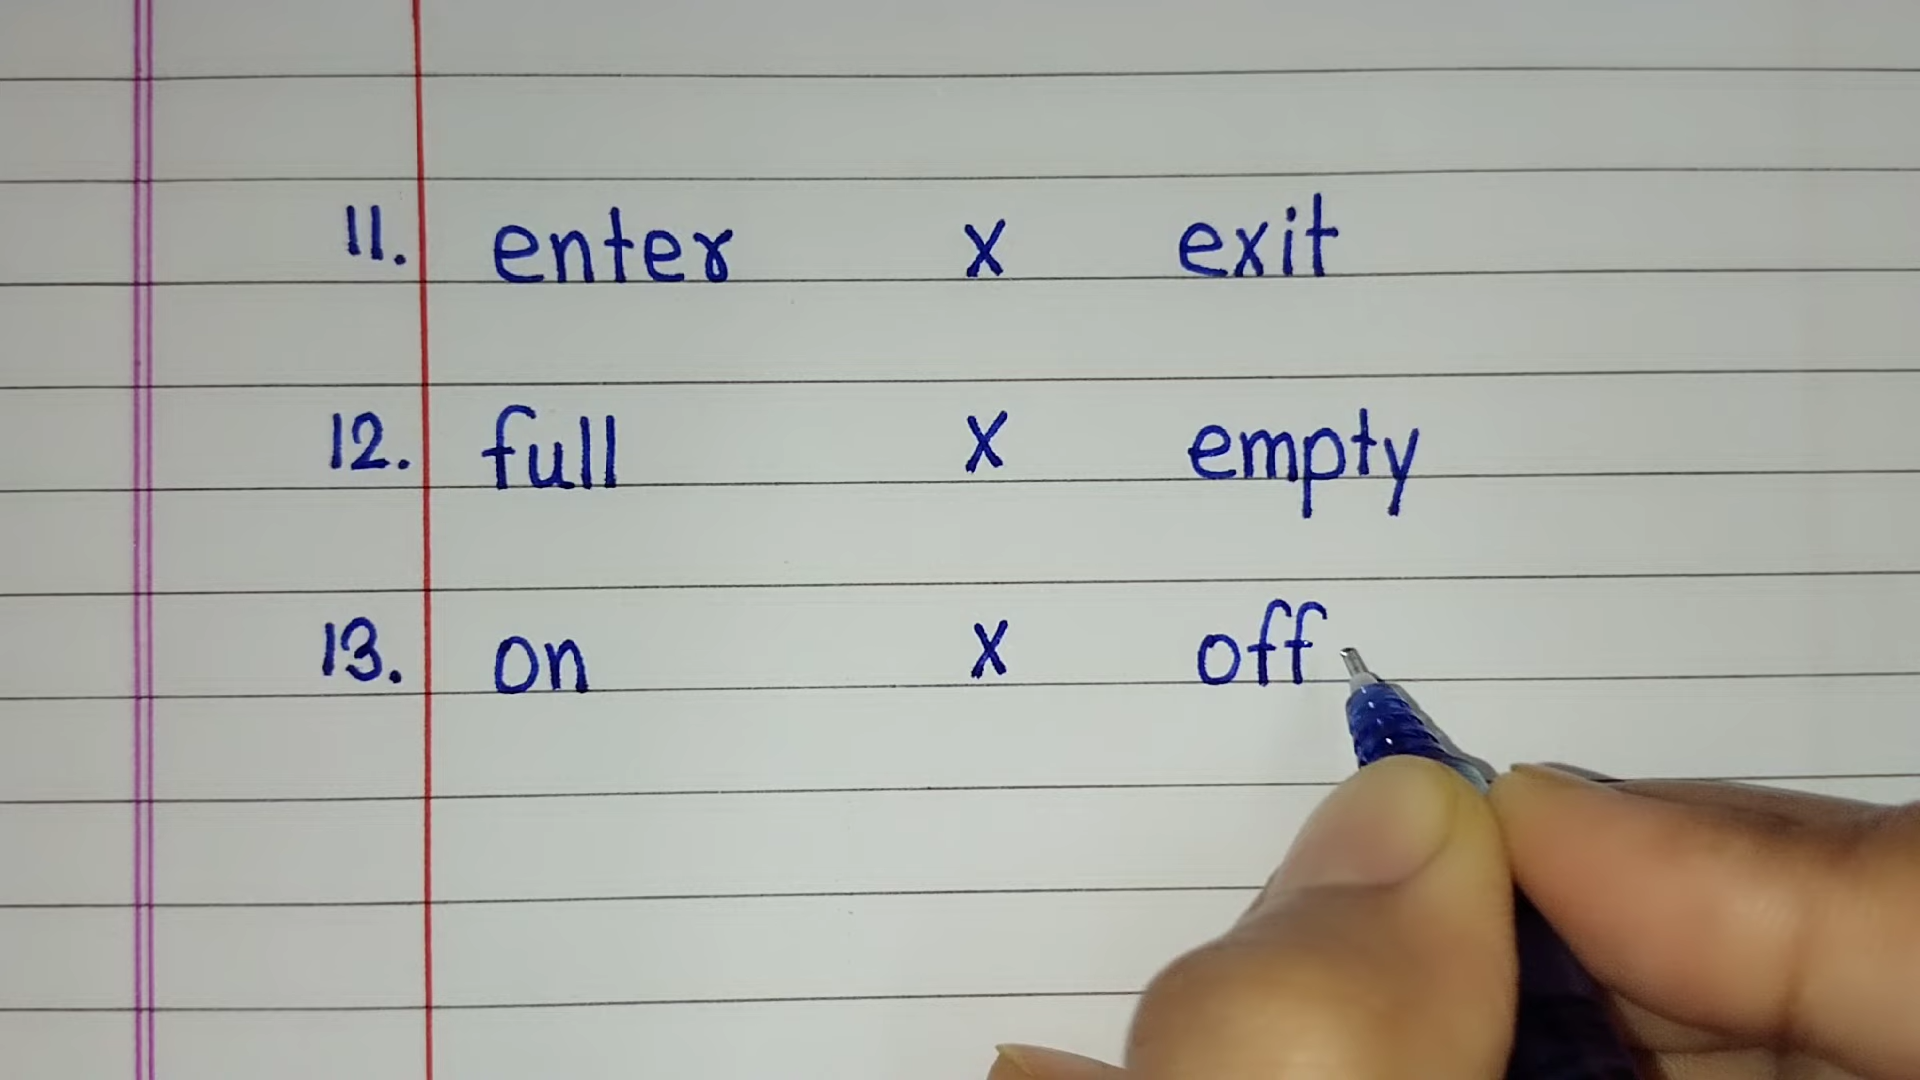 11. enter x exit
12. full x empty
13. on x off